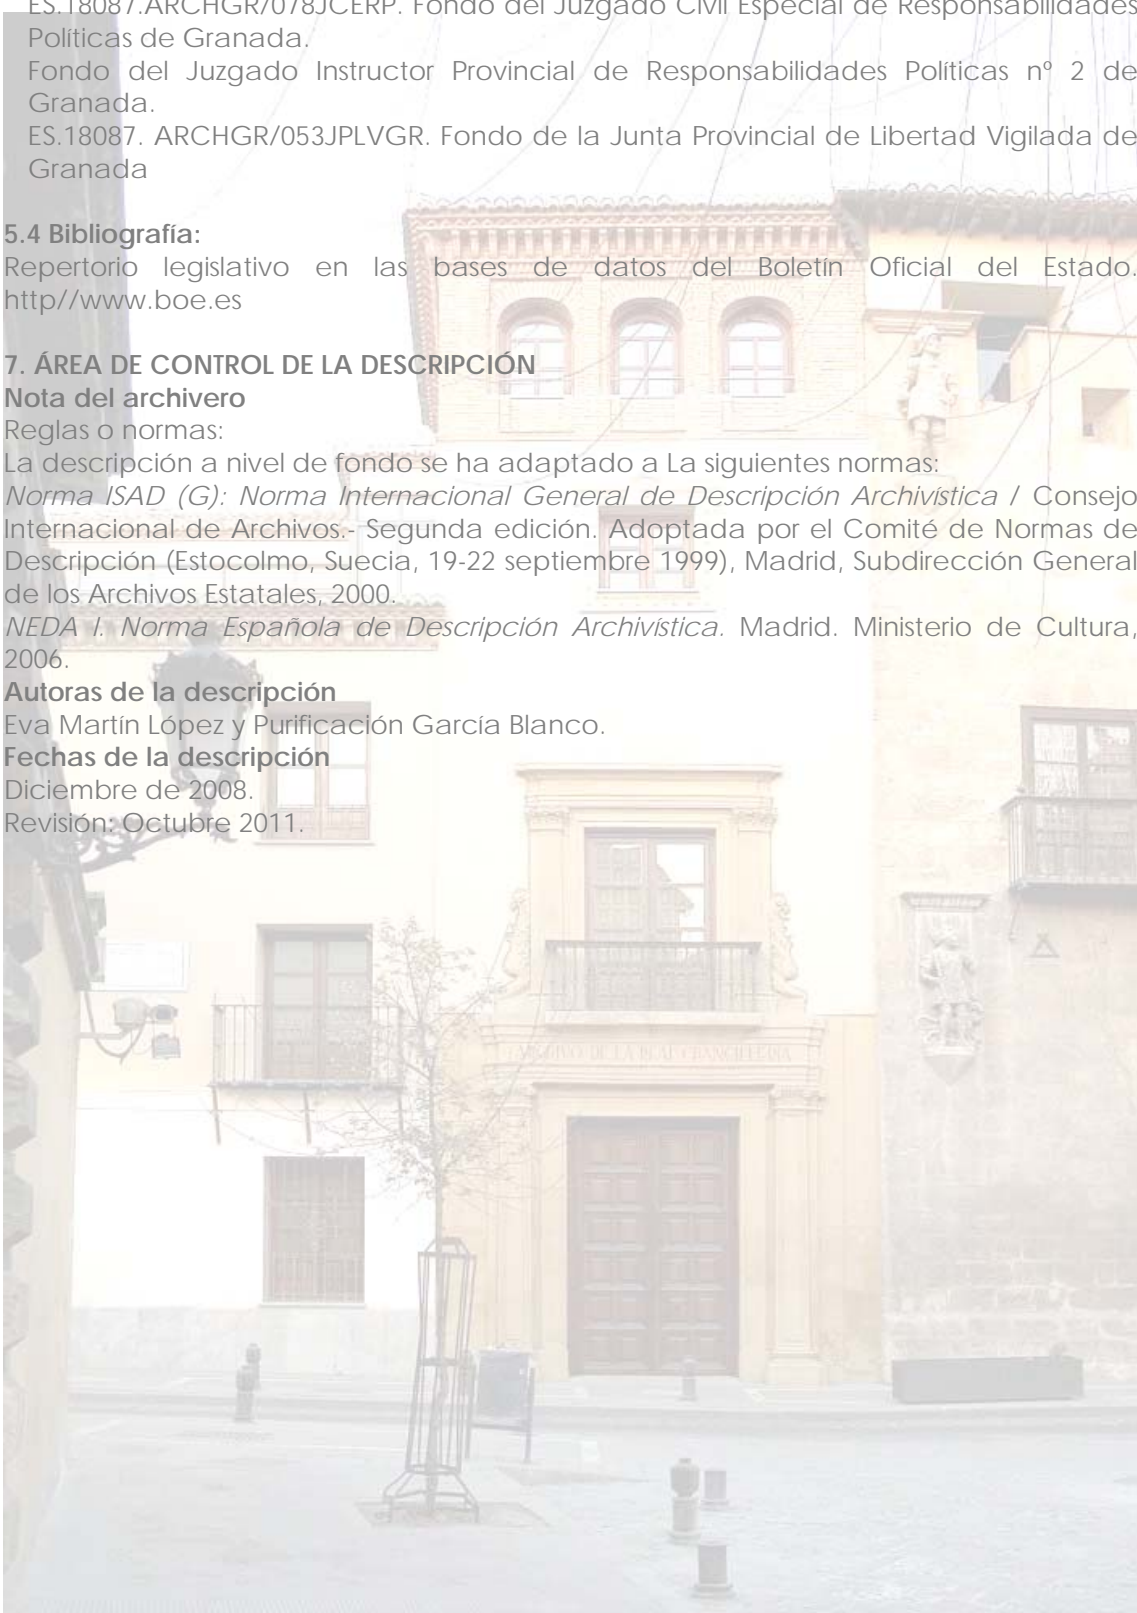 ES.18087.ARCHGR/078JCERP. Fondo del Juzgado Civil Especial de Responsabilidades
Políticas de Granada.
Fondo del Juzgado Instructor Provincial de Responsabilidades Políticas nº 2 de
Granada.
ES.18087. ARCHGR/053JPLVGR. Fondo de la Junta Provincial de Libertad Vigilada de
Granada
5.4 Bibliografía:
Repertorio legislativo en las bases de datos del Boletín Oficial del Estado.
http//www.boe.es
7. ÁREA DE CONTROL DE LA DESCRIPCIÓN
Nota del archivero
Reglas o normas:
La descripción a nivel de fondo se ha adaptado a La siguientes normas:
Norma ISAD (G): Norma Internacional General de Descripción Archivística / Consejo
Internacional de Archivos.- Segunda edición. Adoptada por el Comité de Normas de
Descripción (Estocolmo, Suecia, 19-22 septiembre 1999), Madrid, Subdirección General
de los Archivos Estatales, 2000.
NEDA I. Norma Española de Descripción Archivística. Madrid. Ministerio de Cultura,
2006.
Autoras de la descripción
Eva Martín López y Purificación García Blanco.
Fechas de la descripción
Diciembre de 2008.
Revisión: Octubre 2011.
ARCHIVO DE LA REAL CHANCILLERIA